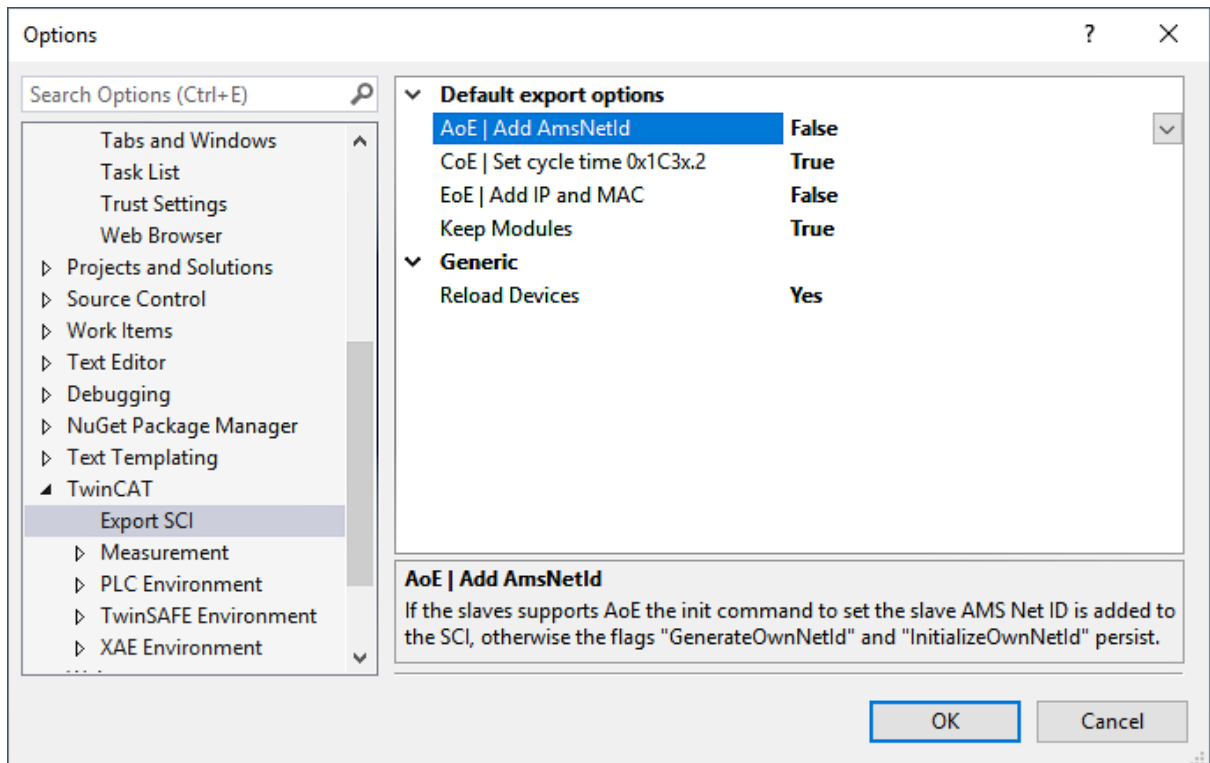 Options
?
Search Options (Ctrl+E)
Tabs and Windows
Task List
Trust Settings
Web Browser
Projects and Solutions
Source Control
Work Items
Text Editor
Debugging
NuGet Package Manager
Text Templating
TwinCAT
Export SCI
Measurement
PLC Environment
TwinSAFE Environment
XAE Environment
Default export options
AoE | Add AmsNetId False
CoE | Set cycle time 0x1C3x.2 True
EoE | Add IP and MAC False
Keep Modules True
Generic
Reload Devices Yes
AoE | Add AmsNetId
If the slaves supports AoE the init command to set the slave AMS Net ID is added to
the SCI, otherwise the flags "GenerateOwnNetId" and "InitializeOwnNetId" persist.
OK Cancel